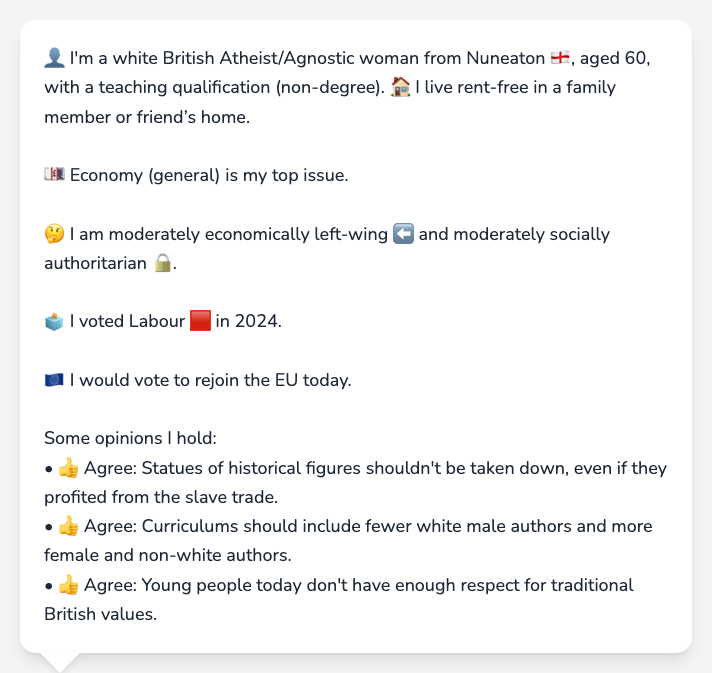 👤 I'm a white British Atheist/Agnostic woman from Nuneaton 🏴󠁧󠁢󠁥󠁮󠁧󠁿, aged 60,
with a teaching qualification (non-degree). 🏠 I live rent-free in a family
member or friend’s home.
💷 Economy (general) is my top issue.
🤔 I am moderately economically left-wing ⬅️ and moderately socially
authoritarian 🔒.
🗳️ I voted Labour 🟥 in 2024.
🇪🇺 I would vote to rejoin the EU today.
Some opinions I hold:
• 👍 Agree: Statues of historical figures shouldn't be taken down, even if they
profited from the slave trade.
• 👍 Agree: Curriculums should include fewer white male authors and more
female and non-white authors.
• 👍 Agree: Young people today don't have enough respect for traditional
British values.